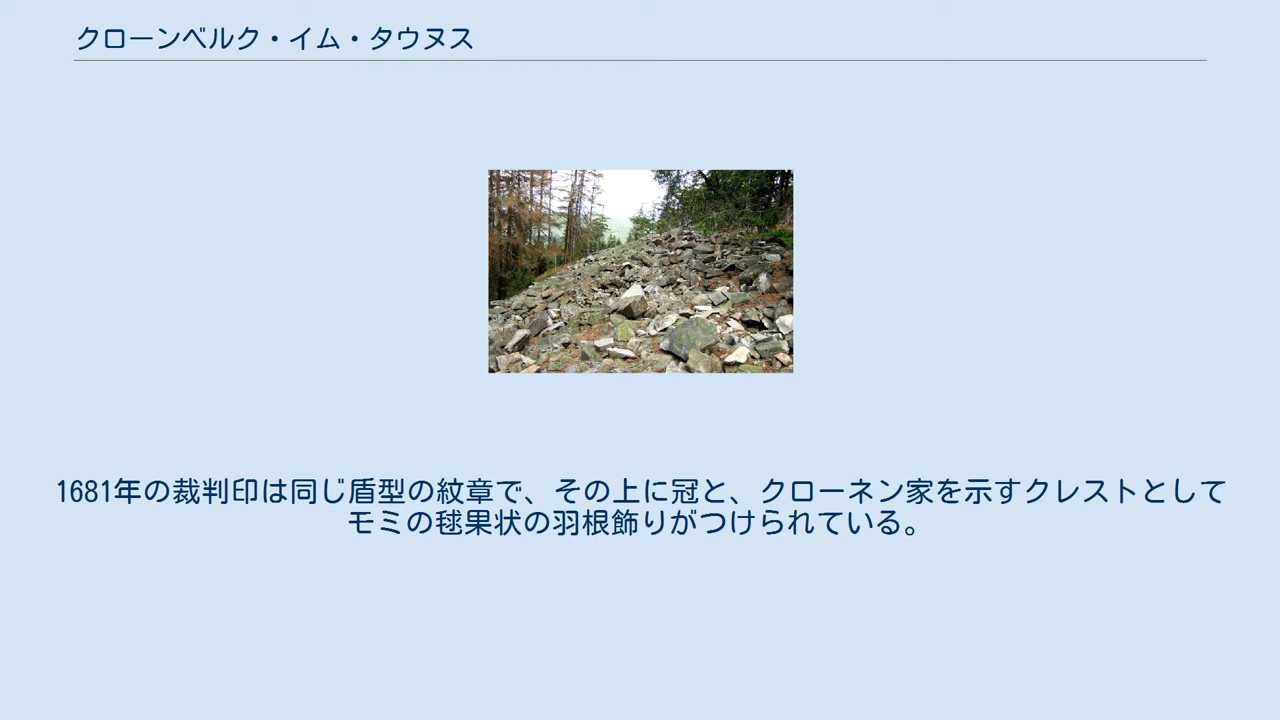 クローンベルク・イム・タウヌス
1681年の裁判印は同じ盾型の紋章で、その上に冠と、クローネン家を示すクレストとして
モミの毬果状の羽根飾りがつけられている。